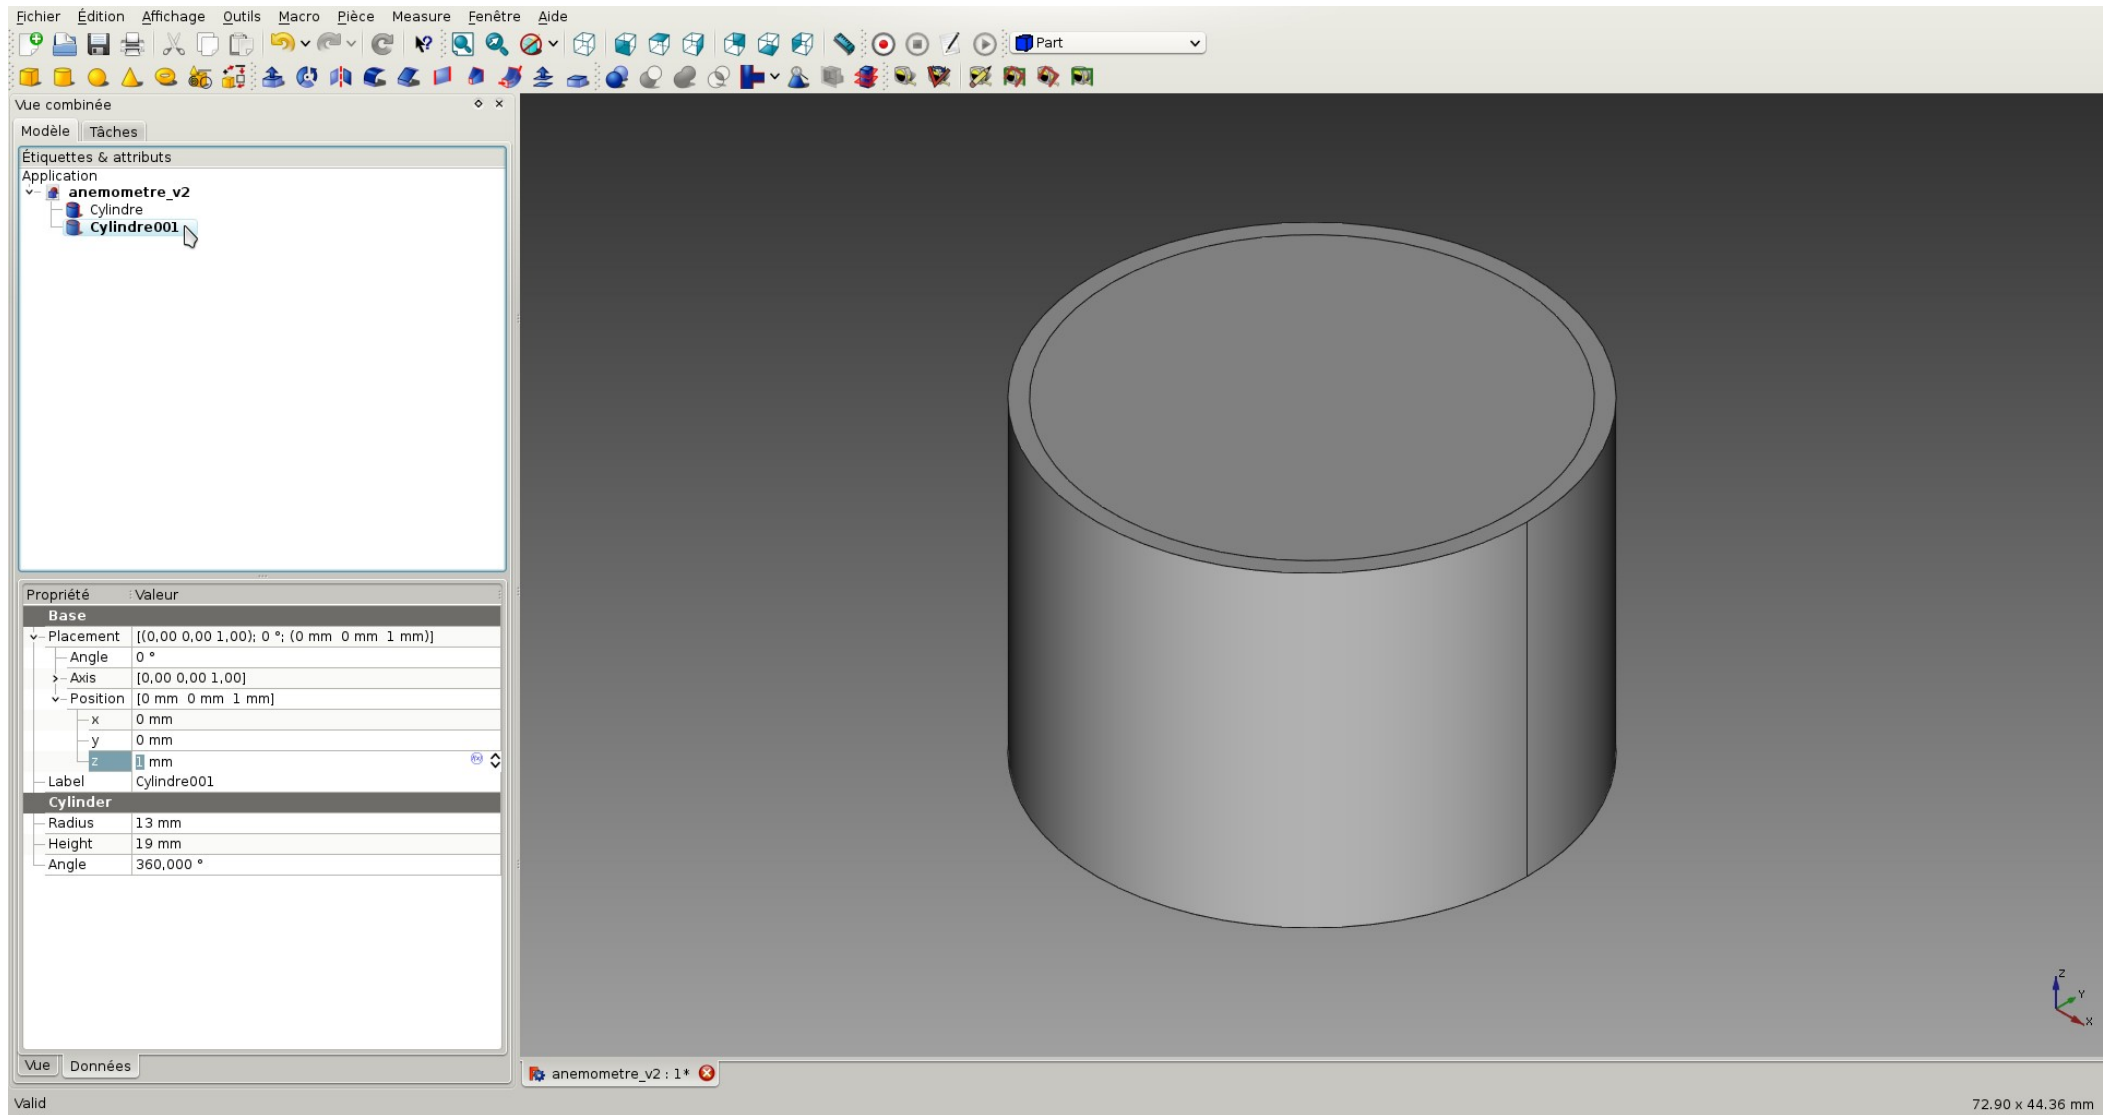 Fichier Édition Affichage Outils Macro Pièce Measure Fenêtre Aide
Part
Vue combinée
Modèle Tâches
Étiquettes & attributs
Application
anemometre_v2
Cylindre
Cylindre001
Propriété Valeur
Base
Placement [(0,00 0,00 1,00); 0 °; (0 mm 0 mm 1 mm)]
Angle 0 °
Axis [0,00 0,00 1,00]
Position [0 mm 0 mm 1 mm]
x 0 mm
y 0 mm
z 1 mm
Label Cylindre001
Cylinder
Radius 13 mm
Height 19 mm
Angle 360,000 °
Z
Y
X
Vue Données
anemometre_v2 : 1*
Valid 72.90 x 44.36 mm